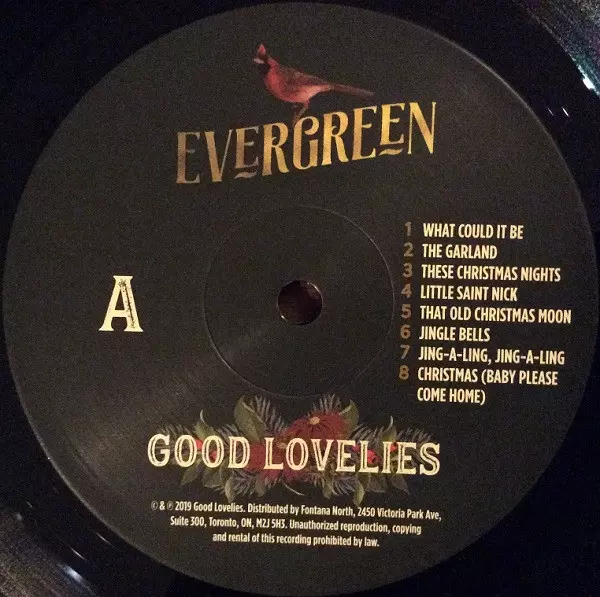 EVERGREEN
A
1 WHAT COULD IT BE
2 THE GARLAND
3 THESE CHRISTMAS NIGHTS
4 LITTLE SAINT NICK
5 THAT OLD CHRISTMAS MOON
6 JINGLE BELLS
7 JING-A-LING, JING-A-LING
8 CHRISTMAS (BABY PLEASE
COME HOME)
GOOD LOVELIES
© & ℗ 2019 Good Lovelies. Distributed by Fontana North, 2450 Victoria Park Ave,
Suite 300, Toronto, ON, M2J 5H3. Unauthorized reproduction, copying
and rental of this recording prohibited by law.